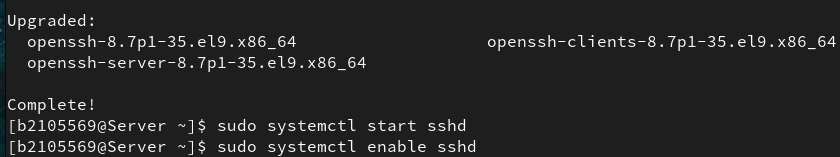 Upgraded:
openssh-8.7p1-35.el9.x86_64 openssh-clients-8.7p1-35.el9.x86_64
openssh-server-8.7p1-35.el9.x86_64
Complete!
[b2105569@Server ~]$ sudo systemctl start sshd
[b2105569@Server ~]$ sudo systemctl enable sshd